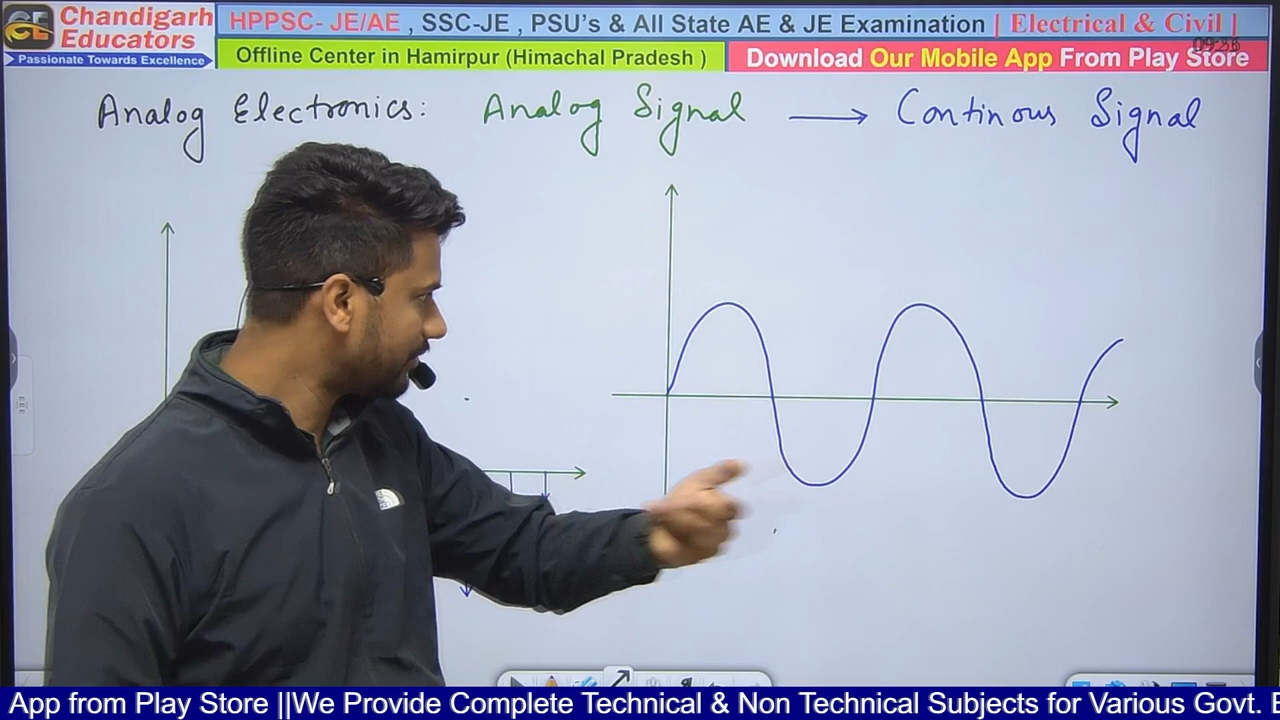 CE Chandigarh Educators
Passionate Towards Excellence
HPPSC- JE/AE , SSC-JE , PSU's & All State AE & JE Examination [ Electrical & Civil ]
Offline Center in Hamirpur (Himachal Pradesh )
Download Our Mobile App From Play Store
Analog Electronics: Analog Signal → Continous Signal
App from Play Store ||We Provide Complete Technical & Non Technical Subjects for Various Govt. E